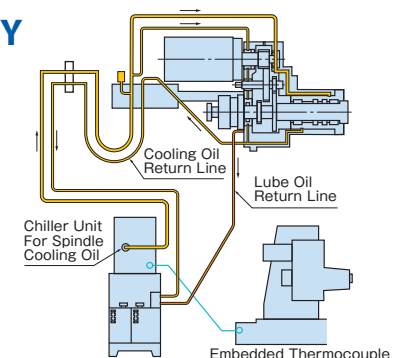 Y
Cooling Oil
Return Line
Lube Oil
Return Line
Chiller Unit
For Spindle
Cooling Oil
Embedded Thermocouple